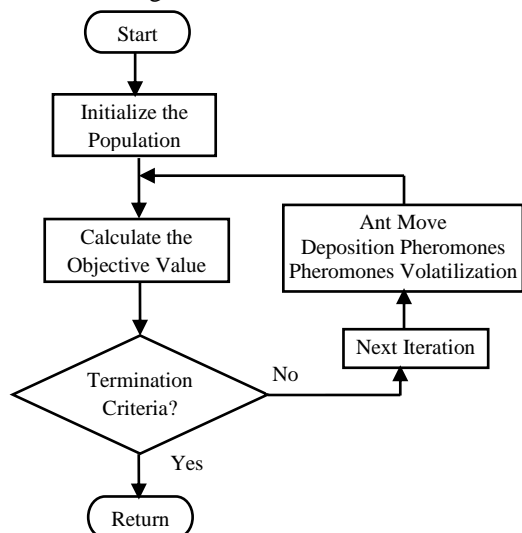 Start
Initialize the
Population
Calculate the
Objective Value
Ant Move
Deposition Pheromones
Pheromones Volatilization
Next Iteration
Termination
Criteria?
No
Yes
Return